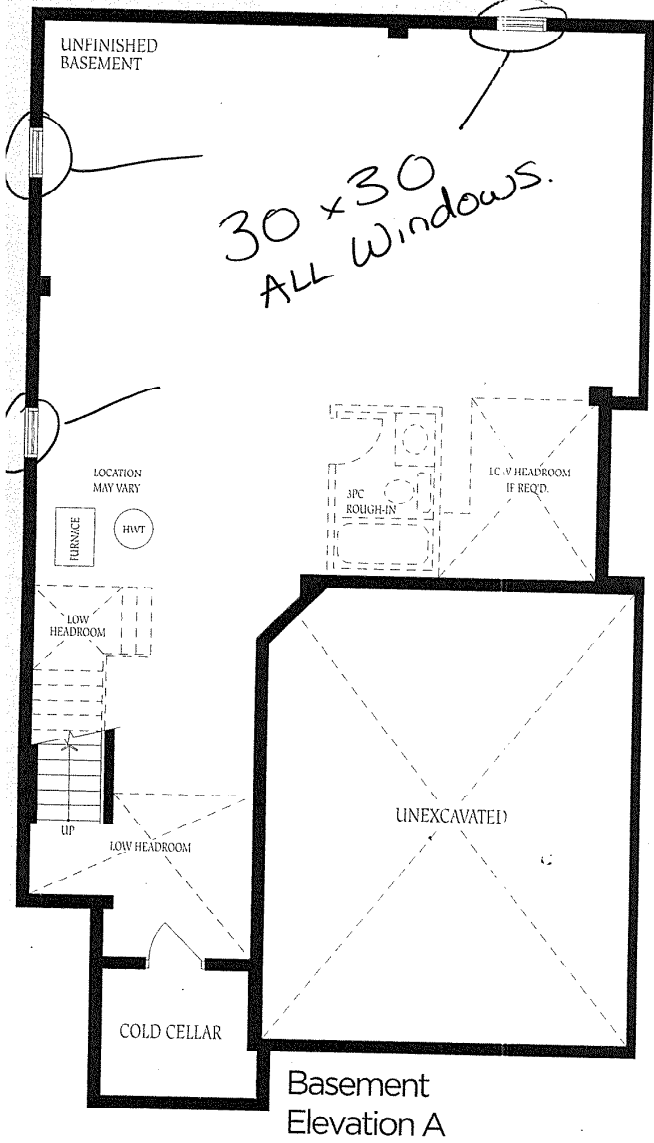 UNFINISHED
BASEMENT
30 x 30
ALL Windows.
LOCATION
MAY VARY
FURNACE
HWT
3PC
ROUGH-IN
LOW HEADROOM
IF REQ'D.
LOW
HEADROOM
UP
LOW HEADROOM
UNEXCAVATED
COLD CELLAR
Basement
Elevation A